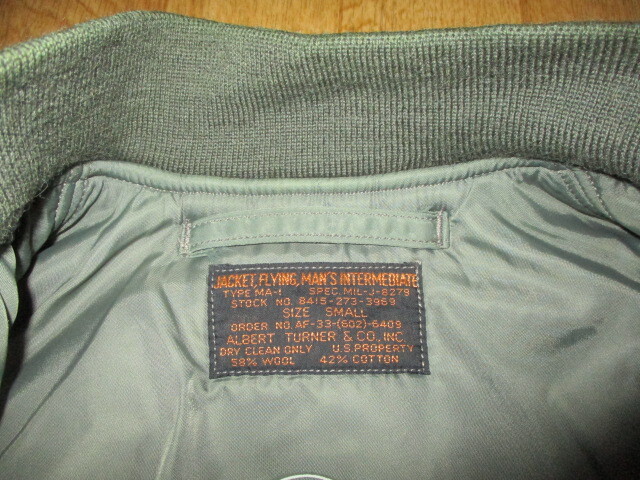 JACKET, FLYING, MAN'S INTERMEDIATE
TYPE MA-1 SPEC. MIL-J-8279
STOCK NO. 8415-273-3969
SIZE SMALL
ORDER NO. AF-33-(602)-6409
ALBERT TURNER & CO., INC.
DRY CLEAN ONLY U.S. PROPERTY
58% WOOL 42% COTTON